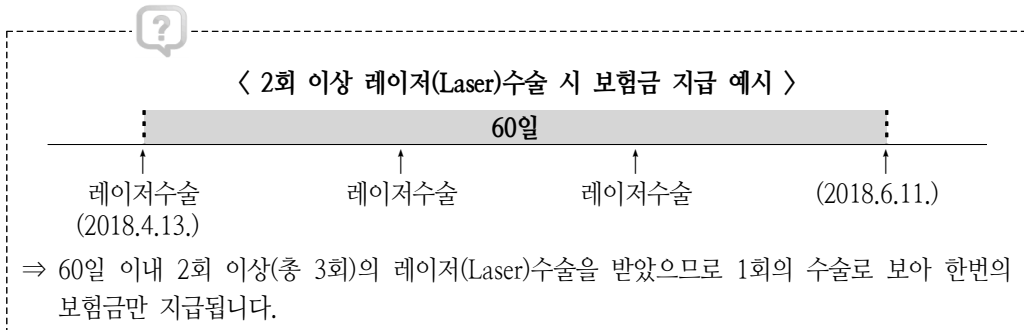 ?
〈 2회 이상 레이저(Laser)수술 시 보험금 지급 예시 〉
60일
레이저수술 레이저수술 레이저수술 (2018.6.11.)
(2018.4.13.)
⇒ 60일 이내 2회 이상(총 3회)의 레이저(Laser)수술을 받았으므로 1회의 수술로 보아 한번의
보험금만 지급됩니다.